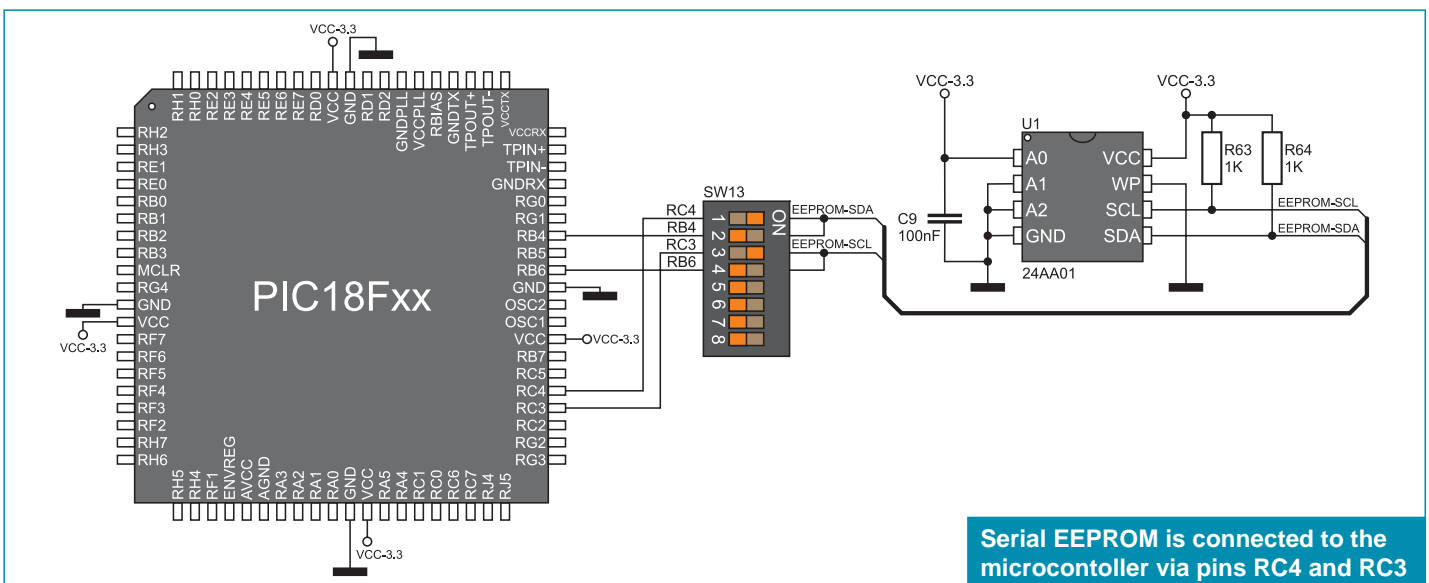 VCC-3.3
RH1
RH0
RE2
RE3
RE4
RE5
RE6
RE7
RD0
VCC
GND
RD1
RD2
GNDPLL
VCCPLL
RBIAS
GNDTX
TPOUT+
TPOUT-
VCCTX
RH2
RH3
RE1
RE0
RB0
RB1
RB2
RB3
MCLR
RG4
GND
VCC
RF7
RF6
RF5
RF4
RF3
RF2
RH7
RH6
VCC-3.3
PIC18Fxx
VCCRX
TPIN+
TPIN-
GNDRX
RG0
RG1
RB4
RB5
RB6
GND
OSC2
OSC1
VCC
RB7
RC5
RC4
RC3
RC2
RG2
RG3
VCC-3.3
RH5
RH4
RF1
ENVREG
AVCC
AGND
RA3
RA2
RA1
RA0
GND
VCC
RA5
RA4
RC1
RC0
RC6
RC7
RJ4
RJ5
VCC-3.3
SW13
RC4
RB4
RC3
RB6
1
2
3
4
5
6
7
8
ON
EEPROM-SDA
EEPROM-SCL
VCC-3.3
VCC-3.3
U1
A0
A1
A2
GND
VCC
WP
SCL
SDA
24AA01
C9
100nF
R63
1K
R64
1K
EEPROM-SCL
EEPROM-SDA
Serial EEPROM is connected to the
microcontoller via pins RC4 and RC3